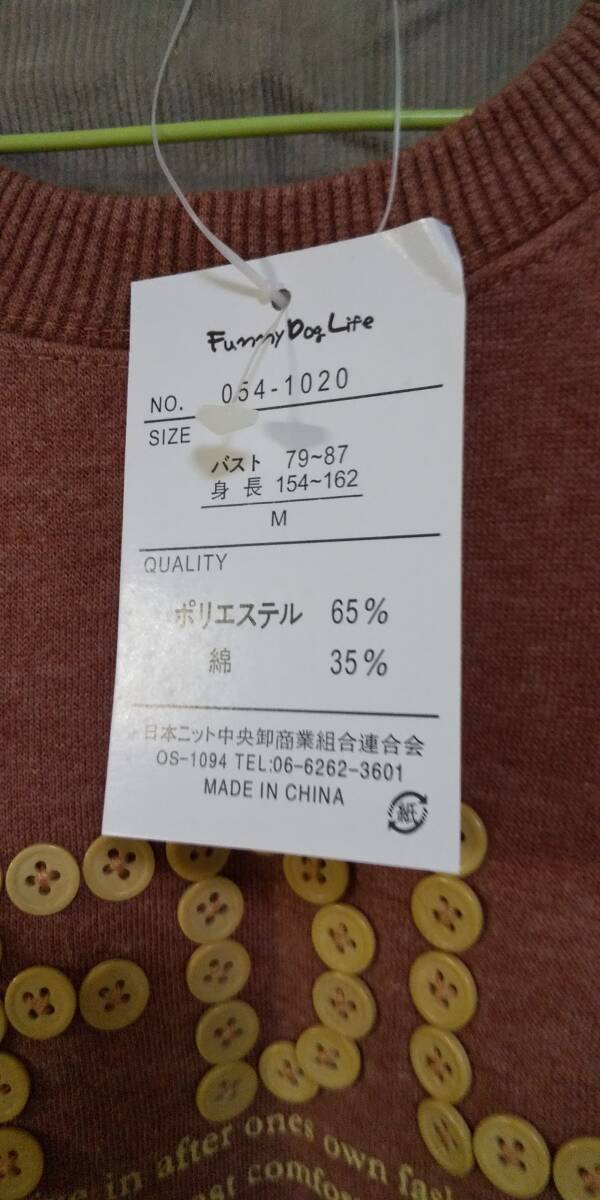 Funny Dog Life
NO. 054-1020
SIZE
バスト 79~87
身長 154~162
M
QUALITY
ポリエステル 65%
綿 35%
日本ニット中央卸商業組合連合会
OS-1094 TEL:06-6262-3601
MADE IN CHINA
紙
in after ones own